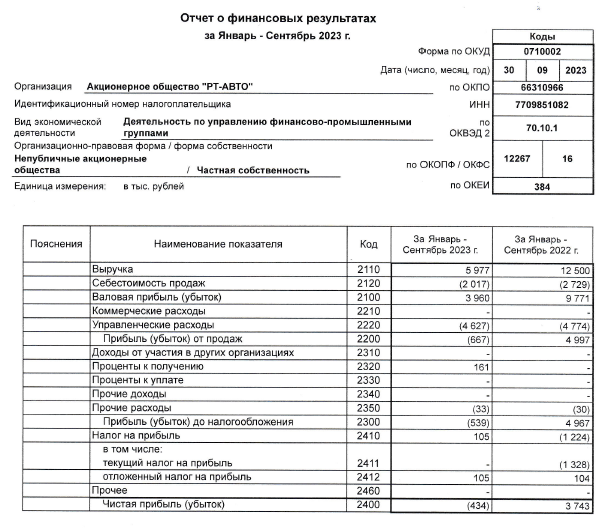 Отчет о финансовых результатах
за Январь - Сентябрь 2023 г.
Коды
Форма по ОКУД 0710002
Дата (число, месяц, год) 30 09 2023
Организация Акционерное общество "РТ-АВТО" по ОКПО 66310966
Идентификационный номер налогоплательщика ИНН 7709851082
Вид экономической деятельности Деятельность по управлению финансово-промышленными группами по ОКВЭД 2 70.10.1
Организационно-правовая форма / форма собственности
Непубличные акционерные общества / Частная собственность по ОКОПФ / ОКФС 12267 16
Единица измерения: в тыс. рублей по ОКЕИ 384
Пояснения Наименование показателя Код За Январь - Сентябрь 2023 г. За Январь - Сентябрь 2022 г.
Выручка 2110 5 977 12 500
Себестоимость продаж 2120 (2 017) (2 729)
Валовая прибыль (убыток) 2100 3 960 9 771
Коммерческие расходы 2210 - -
Управленческие расходы 2220 (4 627) (4 774)
Прибыль (убыток) от продаж 2200 (667) 4 997
Доходы от участия в других организациях 2310 - -
Проценты к получению 2320 161 -
Проценты к уплате 2330 - -
Прочие доходы 2340 - -
Прочие расходы 2350 (33) (30)
Прибыль (убыток) до налогообложения 2300 (539) 4 967
Налог на прибыль 2410 105 (1 224)
в том числе:
текущий налог на прибыль 2411 - (1 328)
отложенный налог на прибыль 2412 105 104
Прочее 2460 - -
Чистая прибыль (убыток) 2400 (434) 3 743